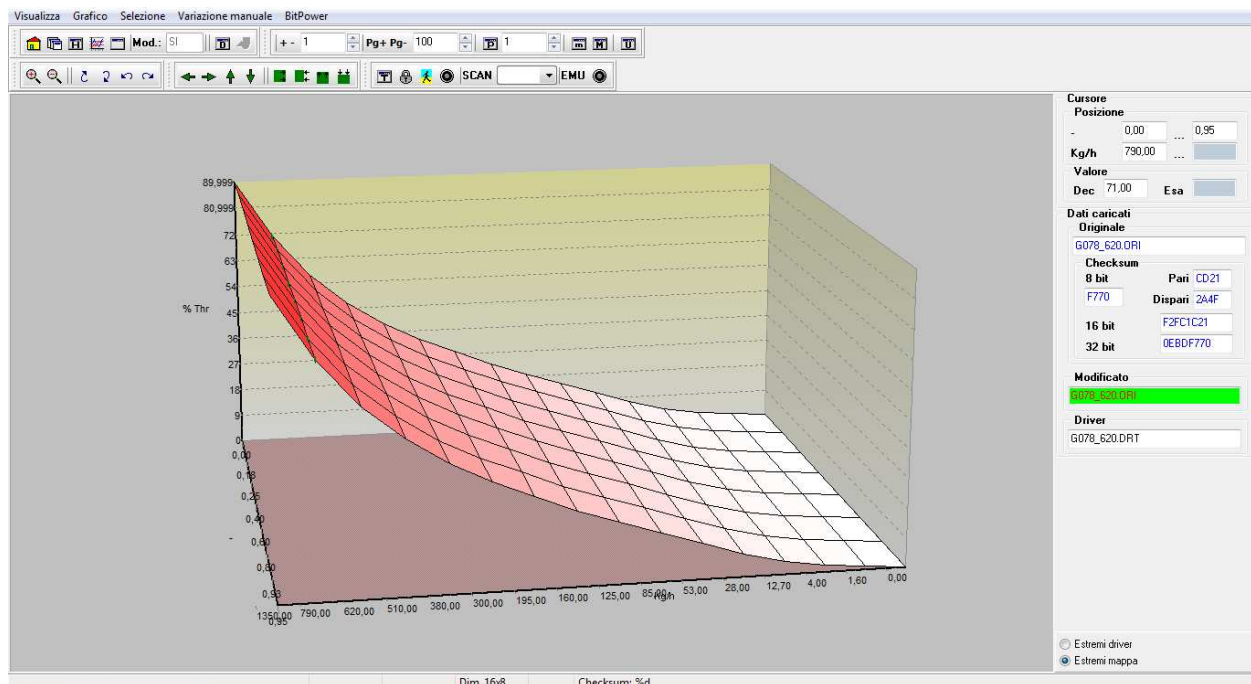 Visualizza Grafico Selezione Variazione manuale BitPower
H Mod.: SI D + - 1 Pg+ Pg- 100 P 1 m M U
T SCAN EMU
89,999
80,999
72
63
54
% Thr
45
36
27
18
9
0
0,00
0,16
0,25
0,40
0,60
-
0,80
0,93
0,95
1350,00 790,00 620,00 510,00 380,00 300,00 195,00 160,00 125,00 85,00 53,00 28,00 12,70 4,00 1,60 0,00
Kg/h
Cursore
Posizione
- 0,00 ... 0,95
Kg/h 790,00 ...
Valore
Dec 71,00 Esa
Dati caricati
Originale
G078_620.ORI
Checksum
8 bit Pari CD21
F770 Dispari 2A4F
16 bit F2FC1C21
32 bit 0EBDF770
Modificato
G078_620.ORI
Driver
G078_620.DRT
Estremi driver
Estremi mappa
Dim. 16x8 Checksum: %d